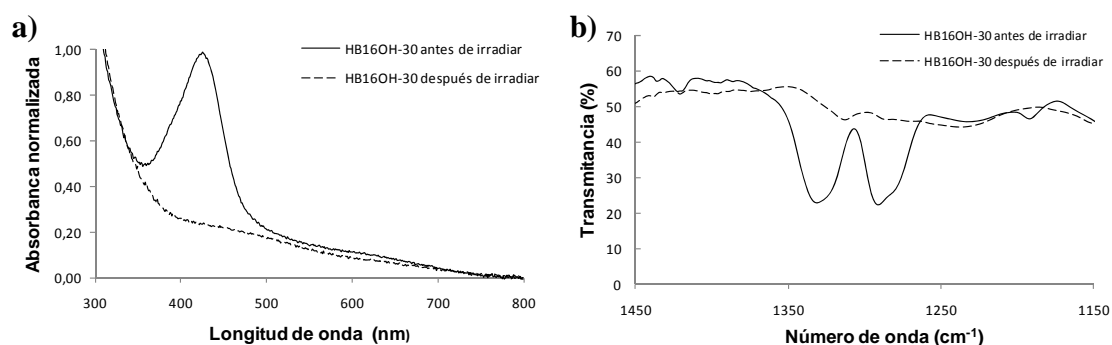 a)
1,00
0,80
0,60
0,40
0,20
0,00
Absorbanca normalizada
HB16OH-30 antes de irradiar
HB16OH-30 después de irradiar
300 400 500 600 700 800
Longitud de onda (nm)
b)
70
60
50
40
30
20
10
0
Transmitancia (%)
HB16OH-30 antes de irradiar
HB16OH-30 después de irradiar
1450 1350 1250 1150
Número de onda (cm-1)